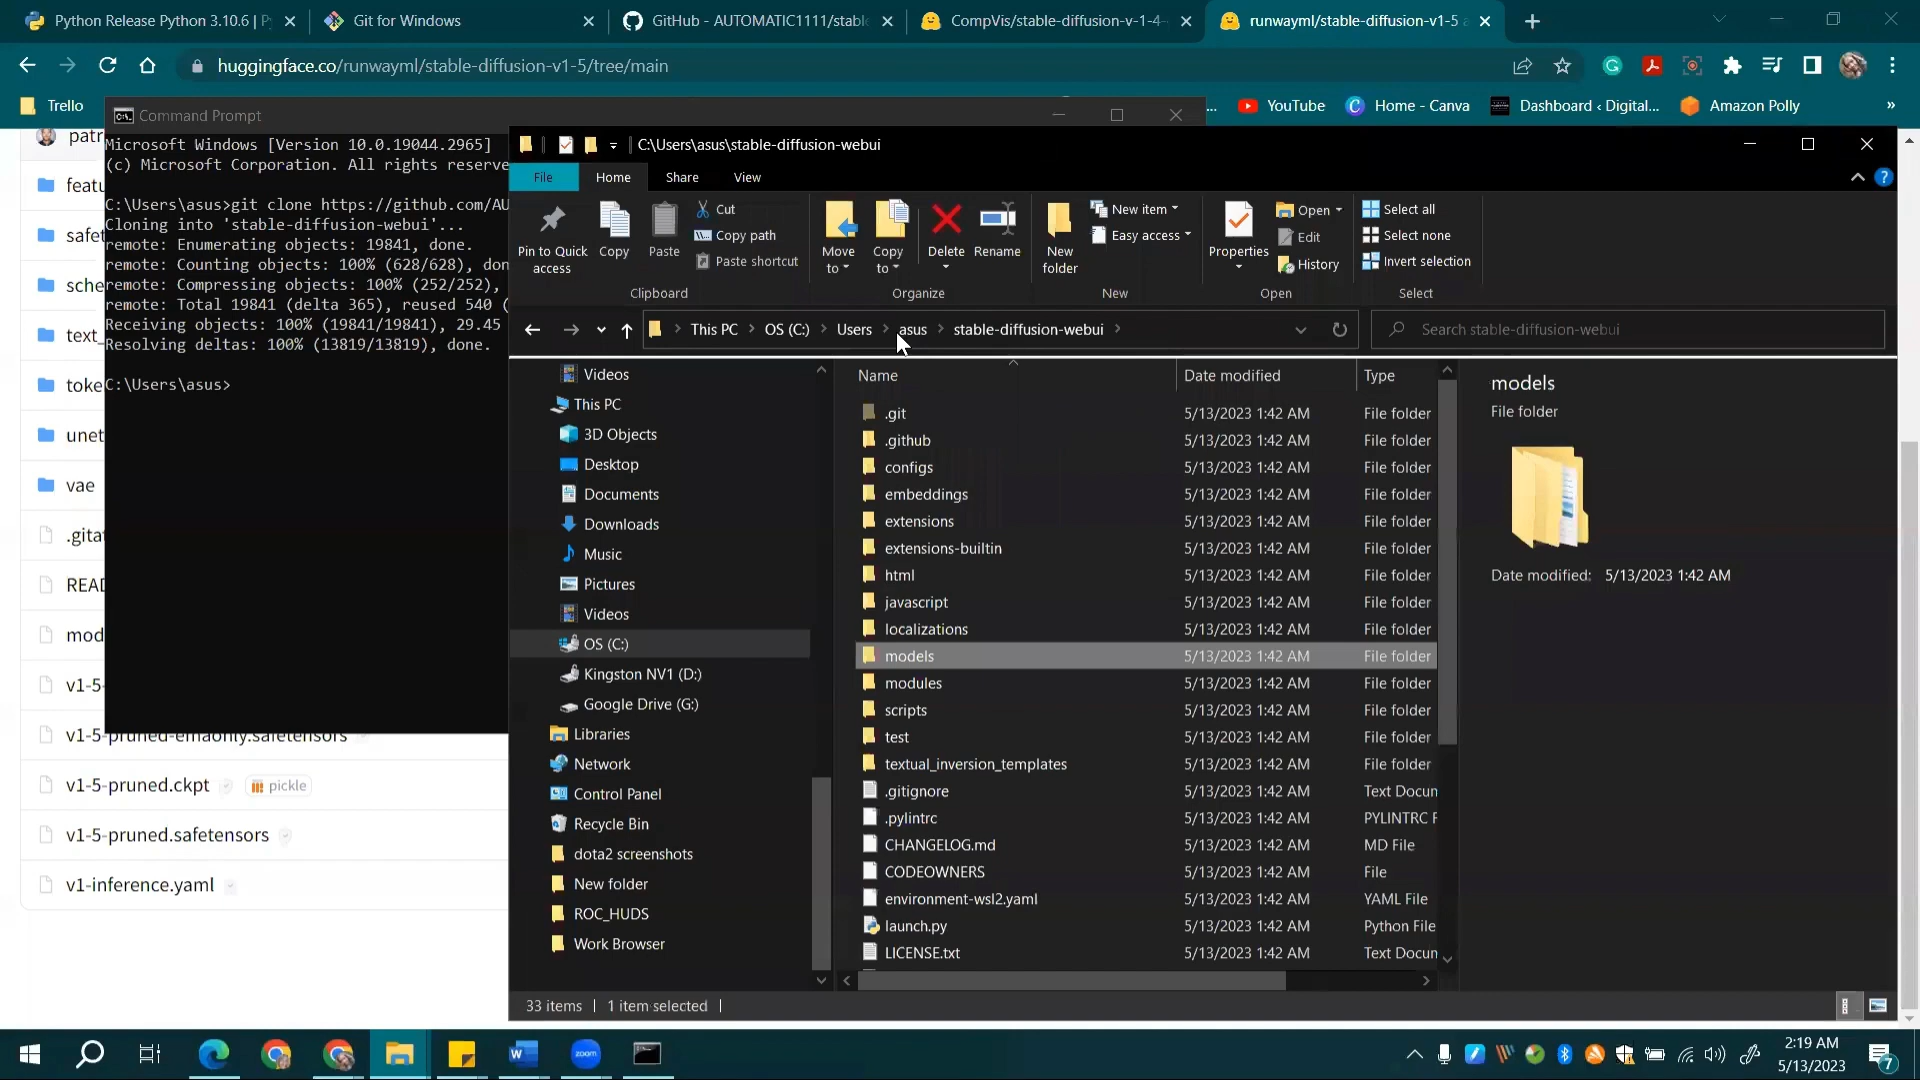 Python Release Python 3.10.6 | P
Git for Windows
GitHub - AUTOMATIC1111/stable
CompVis/stable-diffusion-v-1-4-
runwayml/stable-diffusion-v1-5 a
huggingface.co/runwayml/stable-diffusion-v1-5/tree/main
Trello
...
YouTube
Home - Canva
Dashboard ‹ Digital...
Amazon Polly
»
patr
featu
safet
sche
text_
toke
unet
vae
.gitat
READ
mod
v1-5-
v1-5-pruned-emaonly.safetensors
v1-5-pruned.ckpt
pickle
v1-5-pruned.safetensors
v1-inference.yaml
Command Prompt
Microsoft Windows [Version 10.0.19044.2965]
(c) Microsoft Corporation. All rights reserve
C:\Users\asus>git clone https://github.com/AU
Cloning into 'stable-diffusion-webui'...
remote: Enumerating objects: 19841, done.
remote: Counting objects: 100% (628/628), don
remote: Compressing objects: 100% (252/252),
remote: Total 19841 (delta 365), reused 540 (
Receiving objects: 100% (19841/19841), 29.45
Resolving deltas: 100% (13819/13819), done.
C:\Users\asus>
C:\Users\asus\stable-diffusion-webui
File
Home
Share
View
Pin to Quick access
Copy
Paste
Cut
Copy path
Paste shortcut
Clipboard
Move to
Copy to
Delete
Rename
Organize
New folder
New item
Easy access
New
Properties
Open
Edit
History
Open
Select all
Select none
Invert selection
Select
This PC
OS (C:)
Users
asus
stable-diffusion-webui
Search stable-diffusion-webui
Videos
This PC
3D Objects
Desktop
Documents
Downloads
Music
Pictures
Videos
OS (C:)
Kingston NV1 (D:)
Google Drive (G:)
Libraries
Network
Control Panel
Recycle Bin
dota2 screenshots
New folder
ROC_HUDS
Work Browser
Name Date modified Type
.git 5/13/2023 1:42 AM File folder
.github 5/13/2023 1:42 AM File folder
configs 5/13/2023 1:42 AM File folder
embeddings 5/13/2023 1:42 AM File folder
extensions 5/13/2023 1:42 AM File folder
extensions-builtin 5/13/2023 1:42 AM File folder
html 5/13/2023 1:42 AM File folder
javascript 5/13/2023 1:42 AM File folder
localizations 5/13/2023 1:42 AM File folder
models 5/13/2023 1:42 AM File folder
modules 5/13/2023 1:42 AM File folder
scripts 5/13/2023 1:42 AM File folder
test 5/13/2023 1:42 AM File folder
textual_inversion_templates 5/13/2023 1:42 AM File folder
.gitignore 5/13/2023 1:42 AM Text Docum
.pylintrc 5/13/2023 1:42 AM PYLINTRC F
CHANGELOG.md 5/13/2023 1:42 AM MD File
CODEOWNERS 5/13/2023 1:42 AM File
environment-wsl2.yaml 5/13/2023 1:42 AM YAML File
launch.py 5/13/2023 1:42 AM Python File
LICENSE.txt 5/13/2023 1:42 AM Text Docum
models
File folder
Date modified: 5/13/2023 1:42 AM
33 items
1 item selected
zoom
2:19 AM
5/13/2023
7